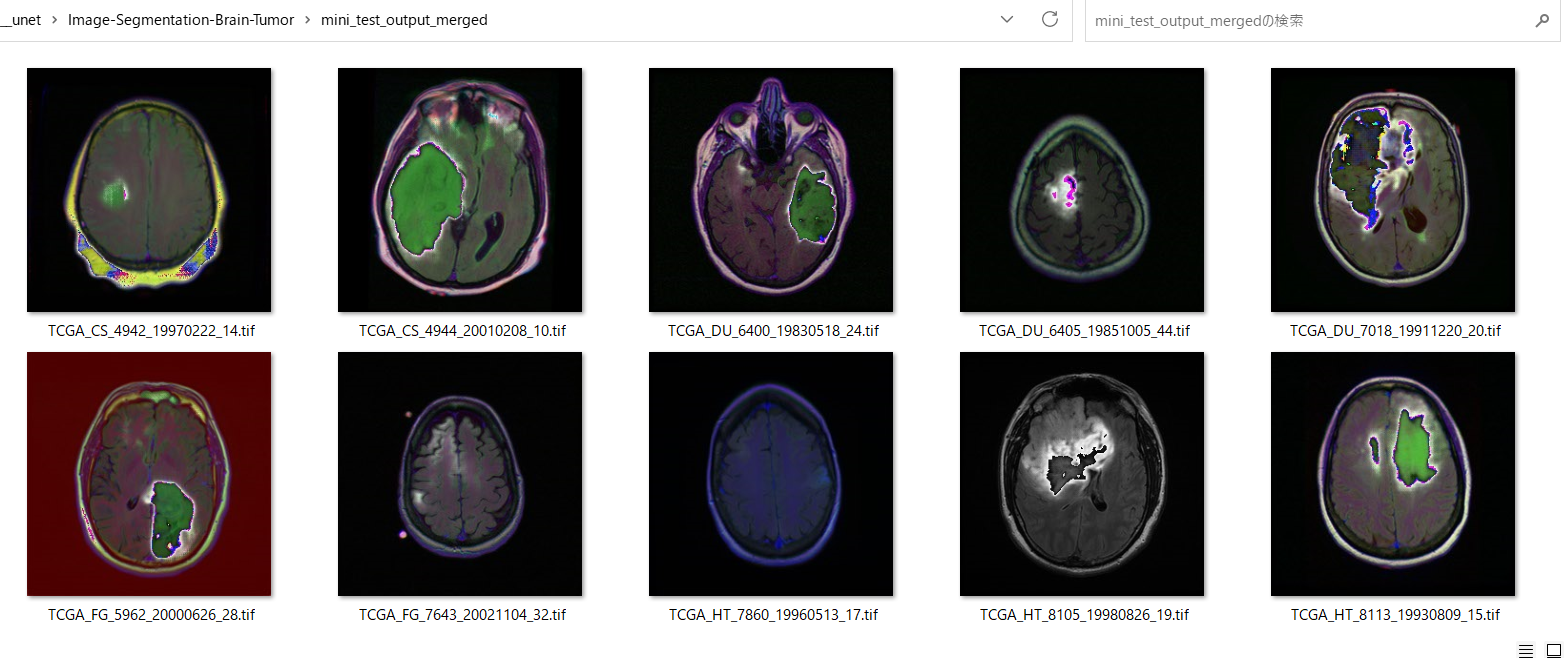 __unet > Image-Segmentation-Brain-Tumor > mini_test_output_merged
mini_test_output_mergedの検索
TCGA_CS_4942_19970222_14.tif
TCGA_CS_4944_20010208_10.tif
TCGA_DU_6400_19830518_24.tif
TCGA_DU_6405_19851005_44.tif
TCGA_DU_7018_19911220_20.tif
TCGA_FG_5962_20000626_28.tif
TCGA_FG_7643_20021104_32.tif
TCGA_HT_7860_19960513_17.tif
TCGA_HT_8105_19980826_19.tif
TCGA_HT_8113_19930809_15.tif